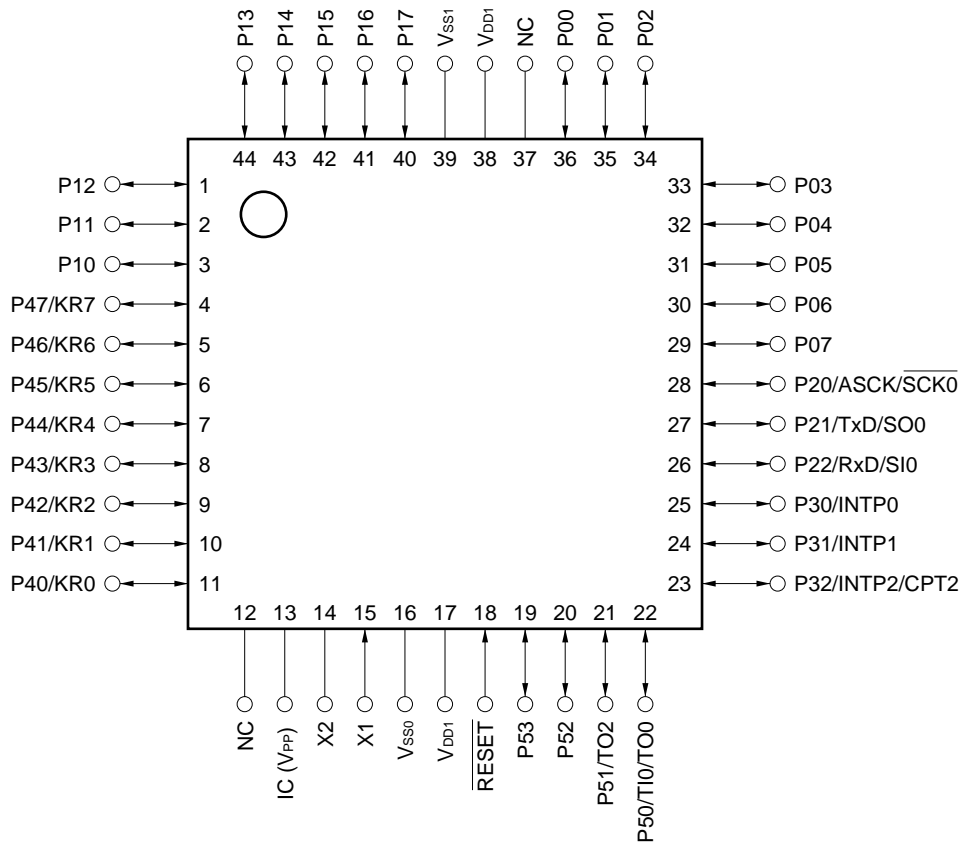 P13 P14 P15 P16 P17 VSS1 VDD1 NC P00 P01 P02
44 43 42 41 40 39 38 37 36 35 34
P12 1 33 P03
P11 2 32 P04
P10 3 31 P05
P47/KR7 4 30 P06
P46/KR6 5 29 P07
P45/KR5 6 28 P20/ASCK/SCK0
P44/KR4 7 27 P21/TxD/SO0
P43/KR3 8 26 P22/RxD/SI0
P42/KR2 9 25 P30/INTP0
P41/KR1 10 24 P31/INTP1
P40/KR0 11 23 P32/INTP2/CPT2
12 13 14 15 16 17 18 19 20 21 22
NC IC (VPP) X2 X1 VSS0 VDD1 RESET P53 P52 P51/TO2 P50/TI0/TO0